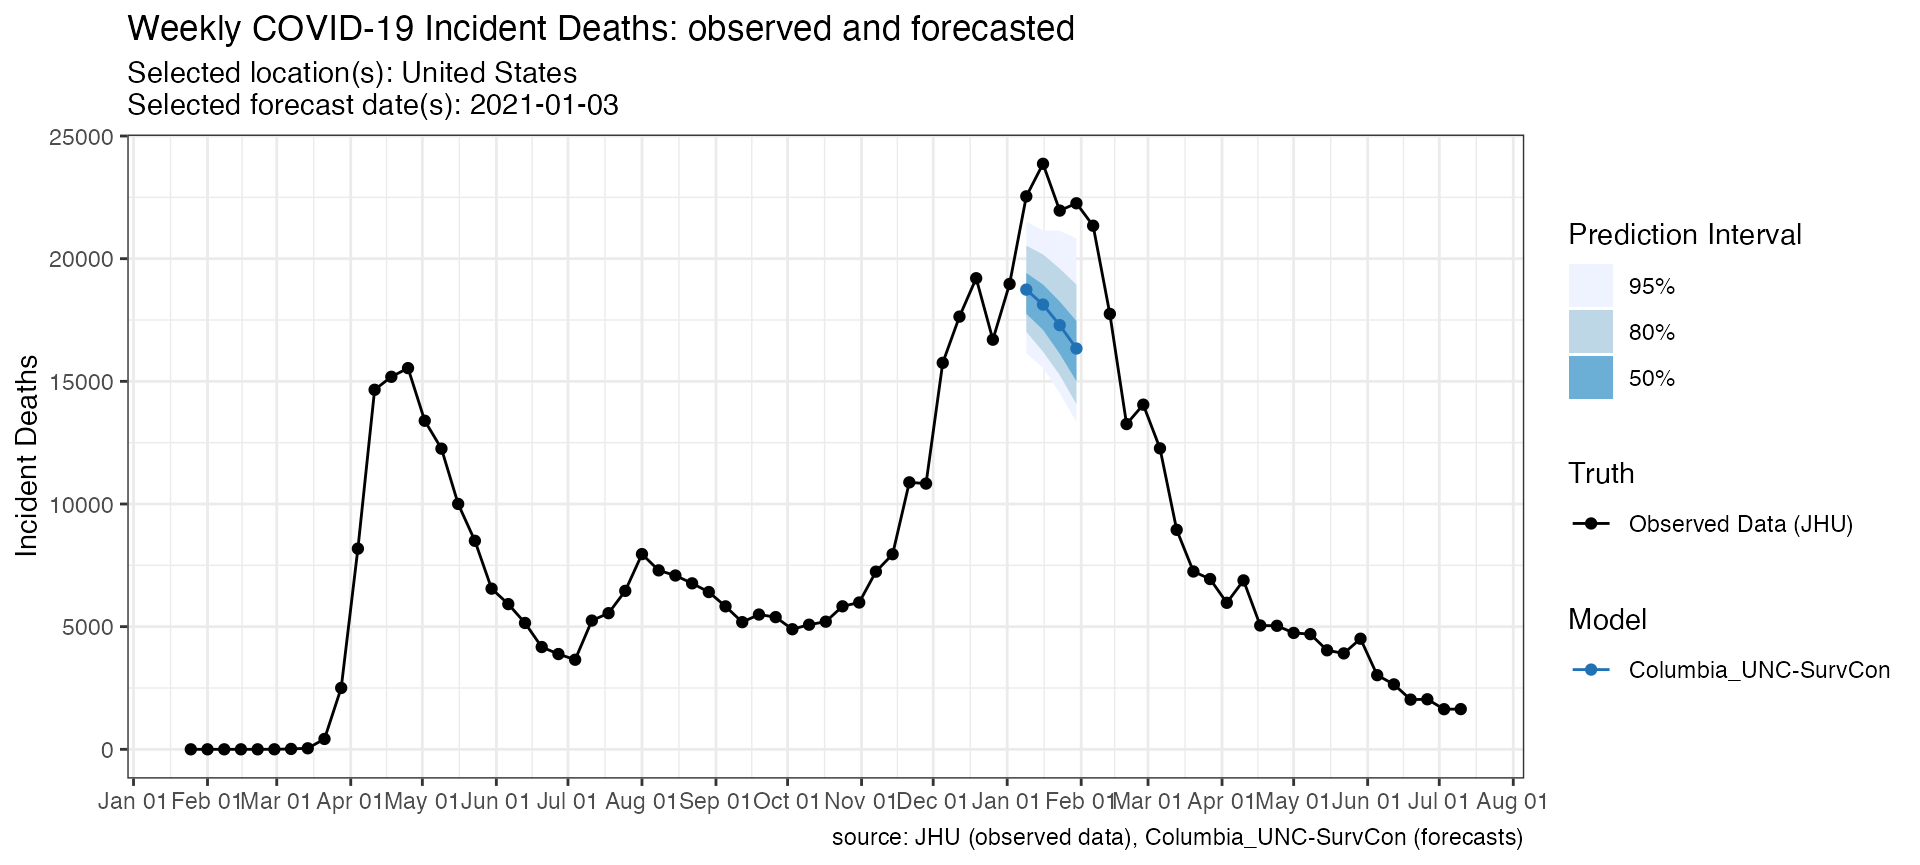 Weekly COVID-19 Incident Deaths: observed and forecasted
Selected location(s): United States
Selected forecast date(s): 2021-01-03
25000
20000
15000
10000
5000
0
Incident Deaths
Jan 01 Feb 01 Mar 01 Apr 01 May 01 Jun 01 Jul 01 Aug 01 Sep 01 Oct 01 Nov 01 Dec 01 Jan 01 Feb 01 Mar 01 Apr 01 May 01 Jun 01 Jul 01 Aug 01
source: JHU (observed data), Columbia_UNC-SurvCon (forecasts)
Prediction Interval
95%
80%
50%
Truth
Observed Data (JHU)
Model
Columbia_UNC-SurvCon